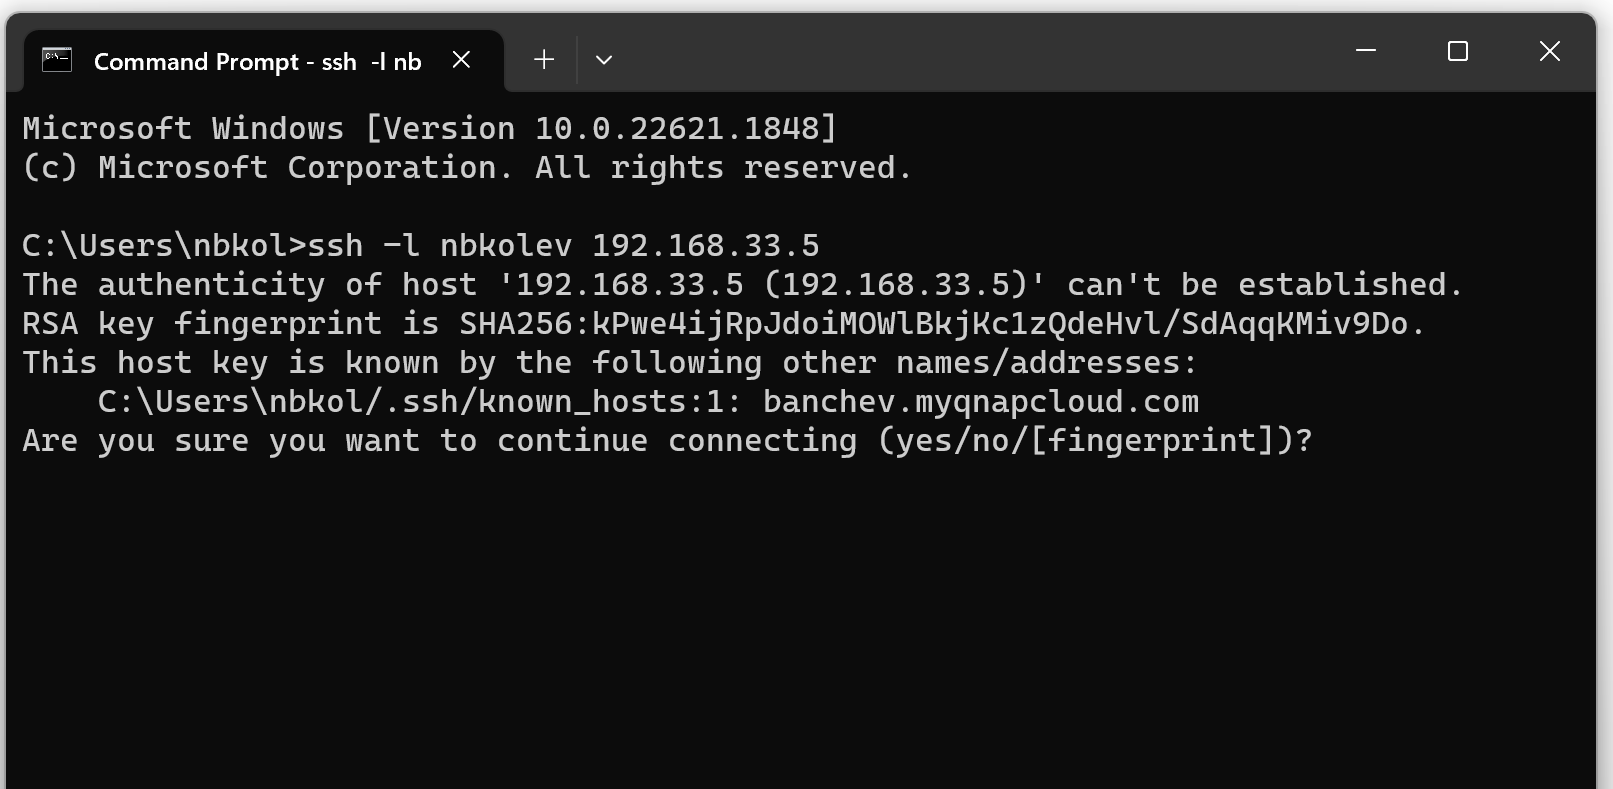 Command Prompt - ssh  -l nb
Microsoft Windows [Version 10.0.22621.1848]
(c) Microsoft Corporation. All rights reserved.
C:\Users\nbkol>ssh -l nbkolev 192.168.33.5
The authenticity of host '192.168.33.5 (192.168.33.5)' can't be established.
RSA key fingerprint is SHA256:kPwe4ijRpJdoiMOWlBkjKc1zQdeHvl/SdAqqKMiv9Do.
This host key is known by the following other names/addresses:
    C:\Users\nbkol/.ssh/known_hosts:1: banchev.myqnapcloud.com
Are you sure you want to continue connecting (yes/no/[fingerprint])?